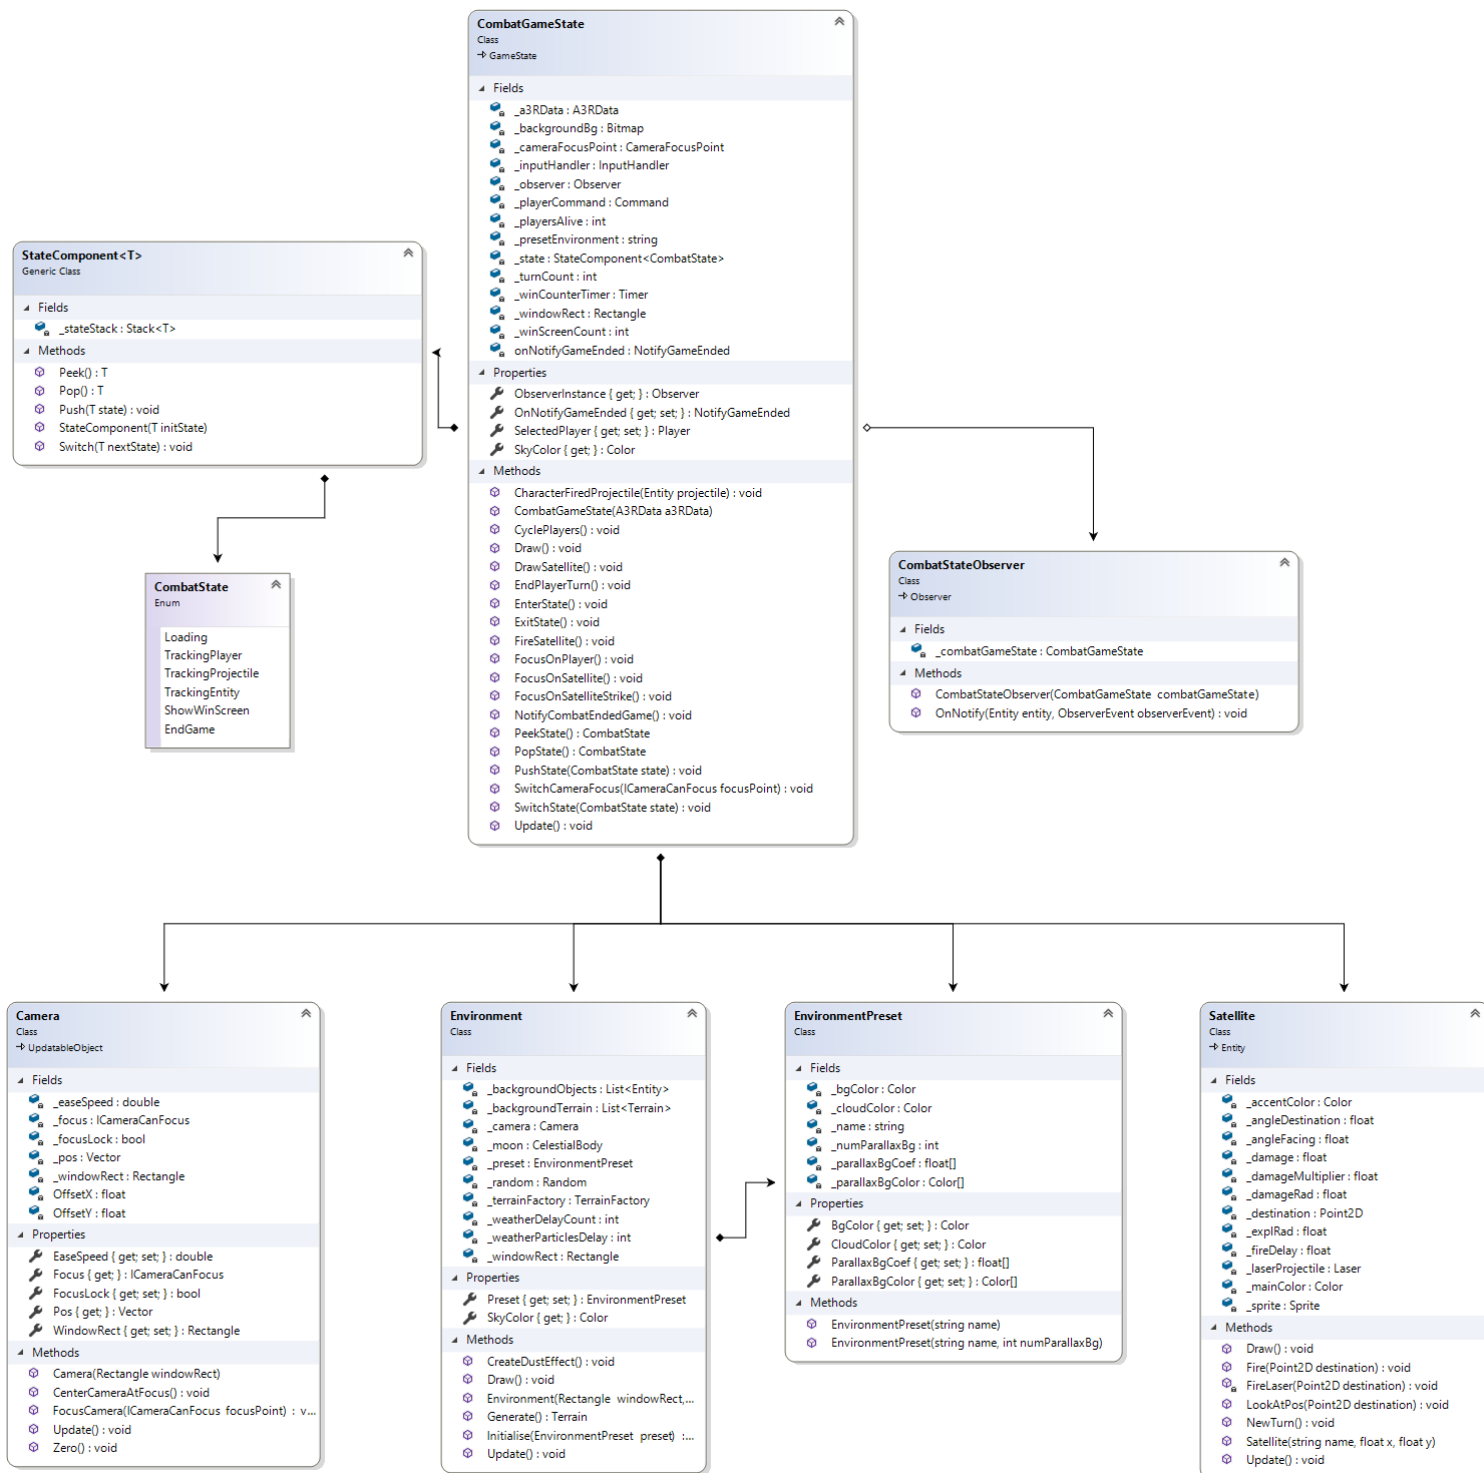 CombatGameState
Class
GameState
Fields
_a3RData : A3RData
_backgroundBg : Bitmap
_cameraFocusPoint : CameraFocusPoint
_inputHandler : InputHandler
_observer : Observer
_playerCommand : Command
_playersAlive : int
_presetEnvironment : string
_state : StateComponent<CombatState>
_turnCount : int
_winCounterTimer : Timer
_windowRect : Rectangle
_winScreenCount : int
onNotifyGameEnded : NotifyGameEnded
Properties
ObserverInstance { get; } : Observer
OnNotifyGameEnded { get; set; } : NotifyGameEnded
SelectedPlayer { get; set; } : Player
SkyColor { get; } : Color
Methods
CharacterFiredProjectile(Entity projectile) : void
CombatGameState(A3RData a3RData)
CyclePlayers() : void
Draw() : void
DrawSatellite() : void
EndPlayerTurn() : void
EnterState() : void
ExitState() : void
FireSatellite() : void
FocusOnPlayer() : void
FocusOnSatellite() : void
FocusOnSatelliteStrike() : void
NotifyCombatEndedGame() : void
PeekState() : CombatState
PopState() : CombatState
PushState(CombatState state) : void
SwitchCameraFocus(ICameraCanFocus focusPoint) : void
SwitchState(CombatState state) : void
Update() : void
StateComponent<T>
Generic Class
Fields
_stateStack : Stack<T>
Methods
Peek() : T
Pop() : T
Push(T state) : void
StateComponent(T initState)
Switch(T nextState) : void
CombatState
Enum
Loading
TrackingPlayer
TrackingProjectile
TrackingEntity
ShowWinScreen
EndGame
CombatStateObserver
Class
Observer
Fields
_combatGameState : CombatGameState
Methods
CombatStateObserver(CombatGameState combatGameState)
OnNotify(Entity entity, ObserverEvent observerEvent) : void
Camera
Class
UpdatableObject
Fields
_easeSpeed : double
_focus : ICameraCanFocus
_focusLock : bool
_pos : Vector
_windowRect : Rectangle
OffsetX : float
OffsetY : float
Properties
EaseSpeed { get; set; } : double
Focus { get; } : ICameraCanFocus
FocusLock { get; set; } : bool
Pos { get; } : Vector
WindowRect { get; set; } : Rectangle
Methods
Camera(Rectangle windowRect)
CenterCameraAtFocus() : void
FocusCamera(ICameraCanFocus focusPoint) : v...
Update() : void
Zero() : void
Environment
Class
Fields
_backgroundObjects : List<Entity>
_backgroundTerrain : List<Terrain>
_camera : Camera
_moon : CelestialBody
_preset : EnvironmentPreset
_random : Random
_terrainFactory : TerrainFactory
_weatherDelayCount : int
_weatherParticlesDelay : int
_windowRect : Rectangle
Properties
Preset { get; set; } : EnvironmentPreset
SkyColor { get; } : Color
Methods
CreateDustEffect() : void
Draw() : void
Environment(Rectangle windowRect,...
Generate() : Terrain
Initialise(EnvironmentPreset preset) :...
Update() : void
EnvironmentPreset
Class
Fields
_bgColor : Color
_cloudColor : Color
_name : string
_numParallaxBg : int
_parallaxBgCoef : float[]
_parallaxBgColor : Color[]
Properties
BgColor { get; set; } : Color
CloudColor { get; set; } : Color
ParallaxBgCoef { get; set; } : float[]
ParallaxBgColor { get; set; } : Color[]
Methods
EnvironmentPreset(string name)
EnvironmentPreset(string name, int numParallaxBg)
Satellite
Class
Entity
Fields
_accentColor : Color
_angleDestination : float
_angleFacing : float
_damage : float
_damageMultiplier : float
_damageRad : float
_destination : Point2D
_explRad : float
_fireDelay : float
_laserProjectile : Laser
_mainColor : Color
_sprite : Sprite
Methods
Draw() : void
Fire(Point2D destination) : void
FireLaser(Point2D destination) : void
LookAtPos(Point2D destination) : void
NewTurn() : void
Satellite(string name, float x, float y)
Update() : void